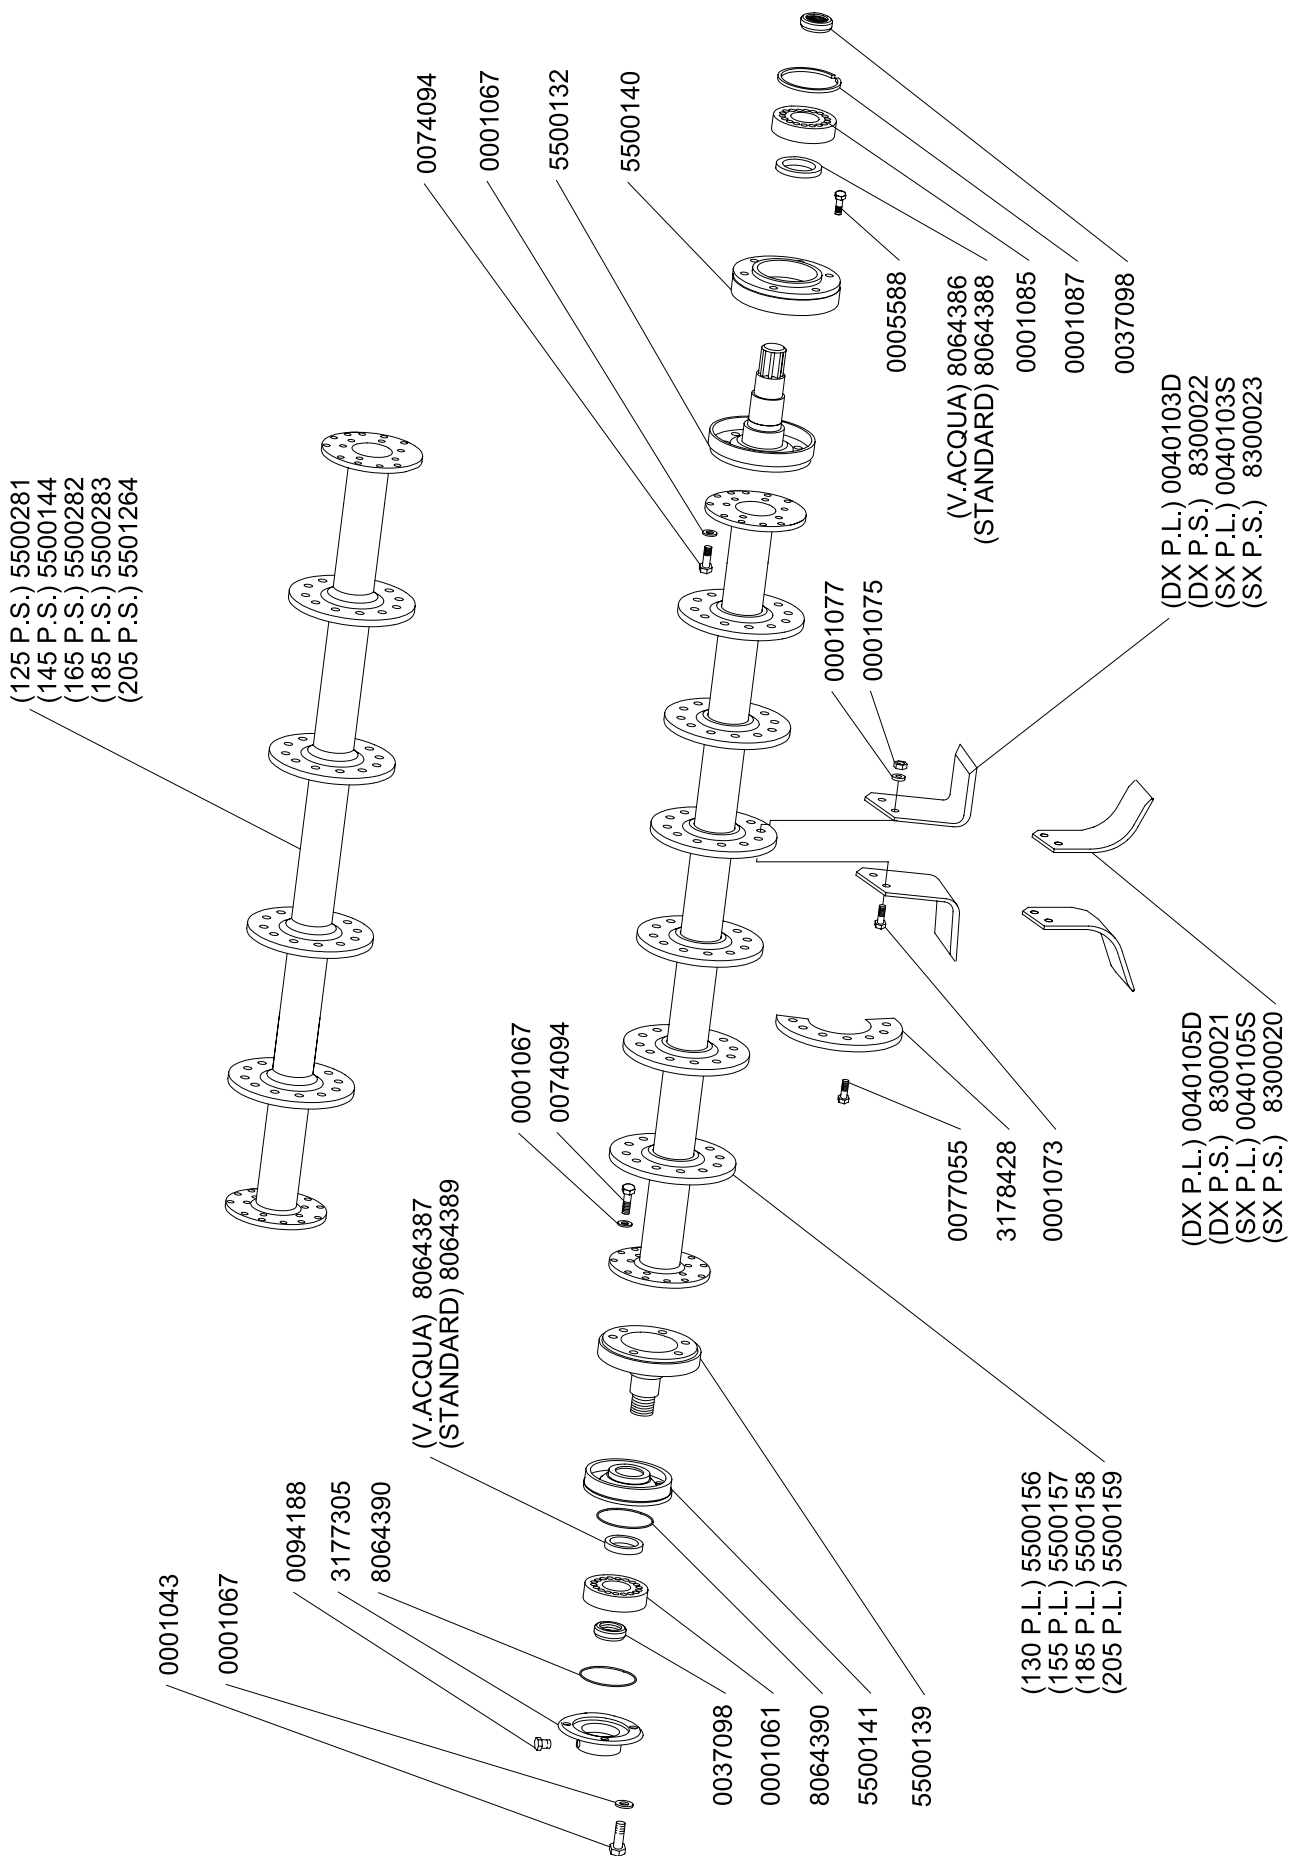 (125 P.S.) 5500281
(145 P.S.) 5500144
(165 P.S.) 5500282
(185 P.S.) 5500283
(205 P.S.) 5501264
0074094
0001067
5500132
5500140
0005588
(V.ACQUA) 8064386
(STANDARD) 8064388
0001085
0001087
0037098
(DX P.L.) 0040103D
(DX P.S.) 8300022
(SX P.L.) 0040103S
(SX P.S.) 8300023
0001077
0001075
0001067
0074094
0077055
3178428
0001073
(DX P.L.) 0040105D
(DX P.S.) 8300021
(SX P.L.) 0040105S
(SX P.S.) 8300020
(V.ACQUA) 8064387
(STANDARD) 8064389
0001043
0001067
0094188
3177305
8064390
0037098
0001061
8064390
5500141
5500139
(130 P.L.) 5500156
(155 P.L.) 5500157
(185 P.L.) 5500158
(205 P.L.) 5500159